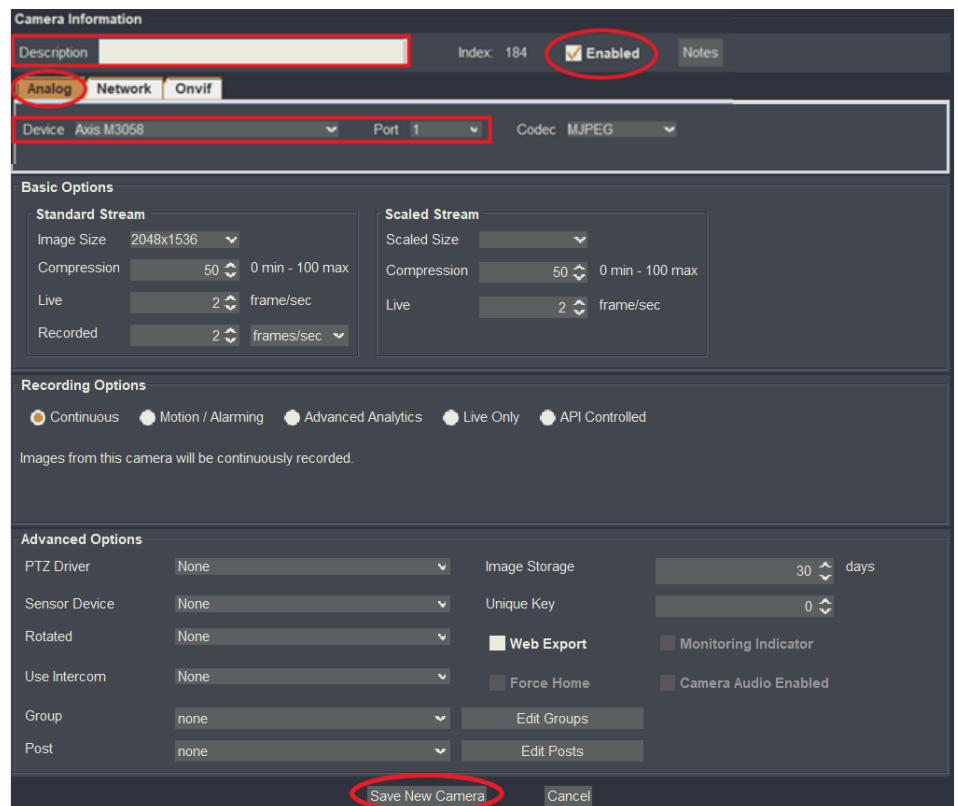 Camera Information
Description Index: 184 Enabled Notes
Analog Network Onvif
Device Axis M3058 Port 1 Codec MJPEG
Basic Options
Standard Stream Scaled Stream
Image Size 2048x1536 Scaled Size
Compression 50 0 min - 100 max Compression 50 0 min - 100 max
Live 2 frame/sec Live 2 frame/sec
Recorded 2 frames/sec
Recording Options
Continuous Motion / Alarming Advanced Analytics Live Only API Controlled
Images from this camera will be continuously recorded.
Advanced Options
PTZ Driver None Image Storage 30 days
Sensor Device None Unique Key 0
Rotated None Web Export Monitoring Indicator
Use Intercom None Force Home Camera Audio Enabled
Group none Edit Groups
Post none Edit Posts
Save New Camera Cancel